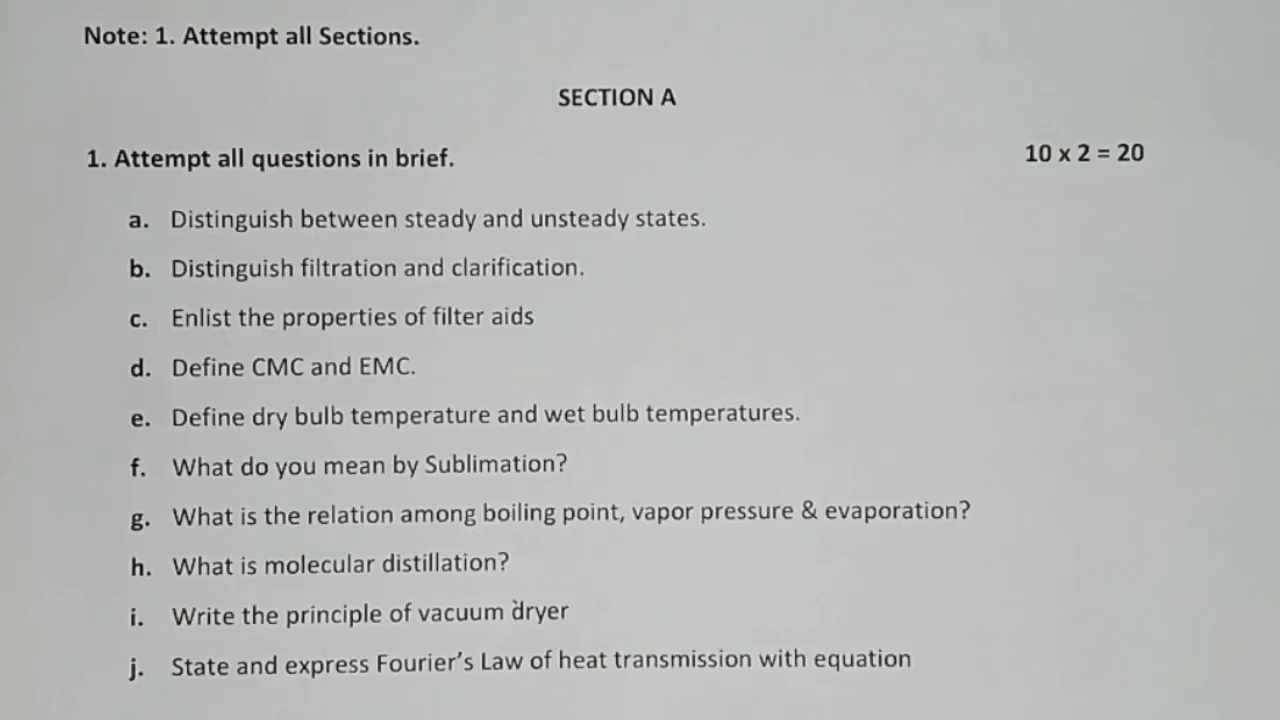 Note: 1. Attempt all Sections.
SECTION A
1. Attempt all questions in brief. 10 x 2 = 20
a. Distinguish between steady and unsteady states.
b. Distinguish filtration and clarification.
c. Enlist the properties of filter aids
d. Define CMC and EMC.
e. Define dry bulb temperature and wet bulb temperatures.
f. What do you mean by Sublimation?
g. What is the relation among boiling point, vapor pressure & evaporation?
h. What is molecular distillation?
i. Write the principle of vacuum dryer
j. State and express Fourier's Law of heat transmission with equation